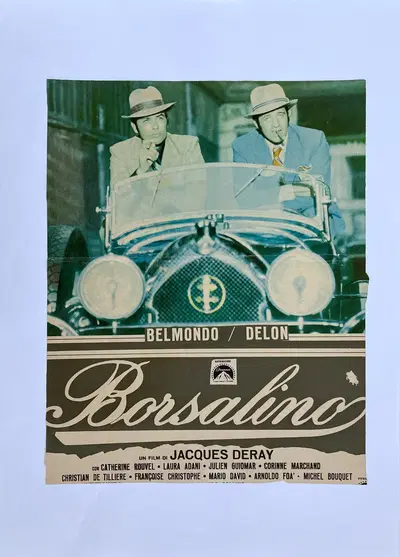 BELMONDO / DELON
Borsalino
UN FILM DI JACQUES DERAY
CON CATHERINE ROUVEL • LAURA ADANI • JULIEN GUIOMAR • CORINNE MARCHAND
CHRISTIAN DE TILLIERE • FRANÇOISE CHRISTOPHE • MARIO DAVID • ARNOLDO FOA' • MICHEL BOUQUET